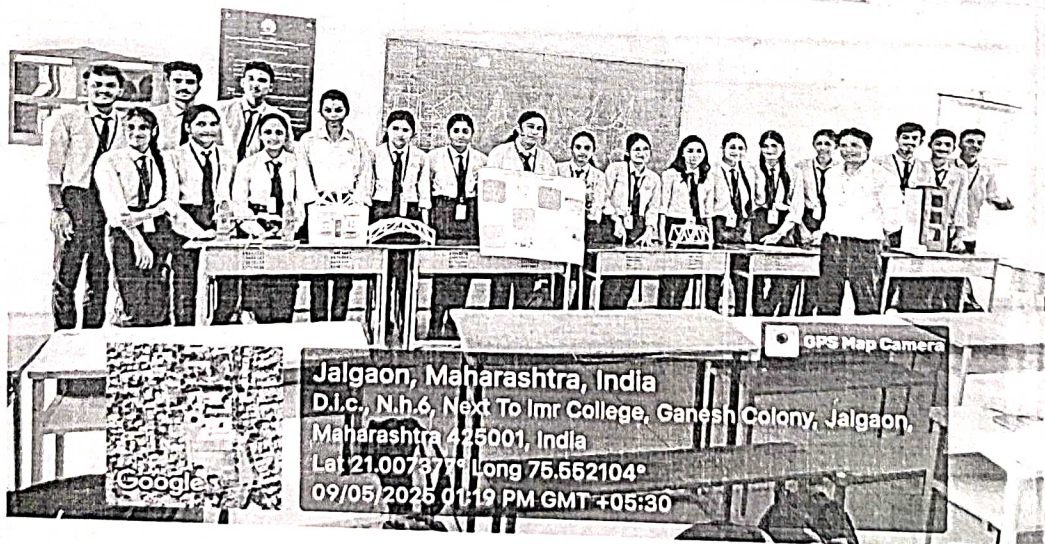 GPS Map Camera
Jalgaon, Maharashtra, India
D.i.c., N.h.6, Next To Imr College, Ganesh Colony, Jalgaon,
Maharashtra 425001, India
Lat 21.007377° Long 75.552104°
09/05/2025 01:19 PM GMT +05:30
Google